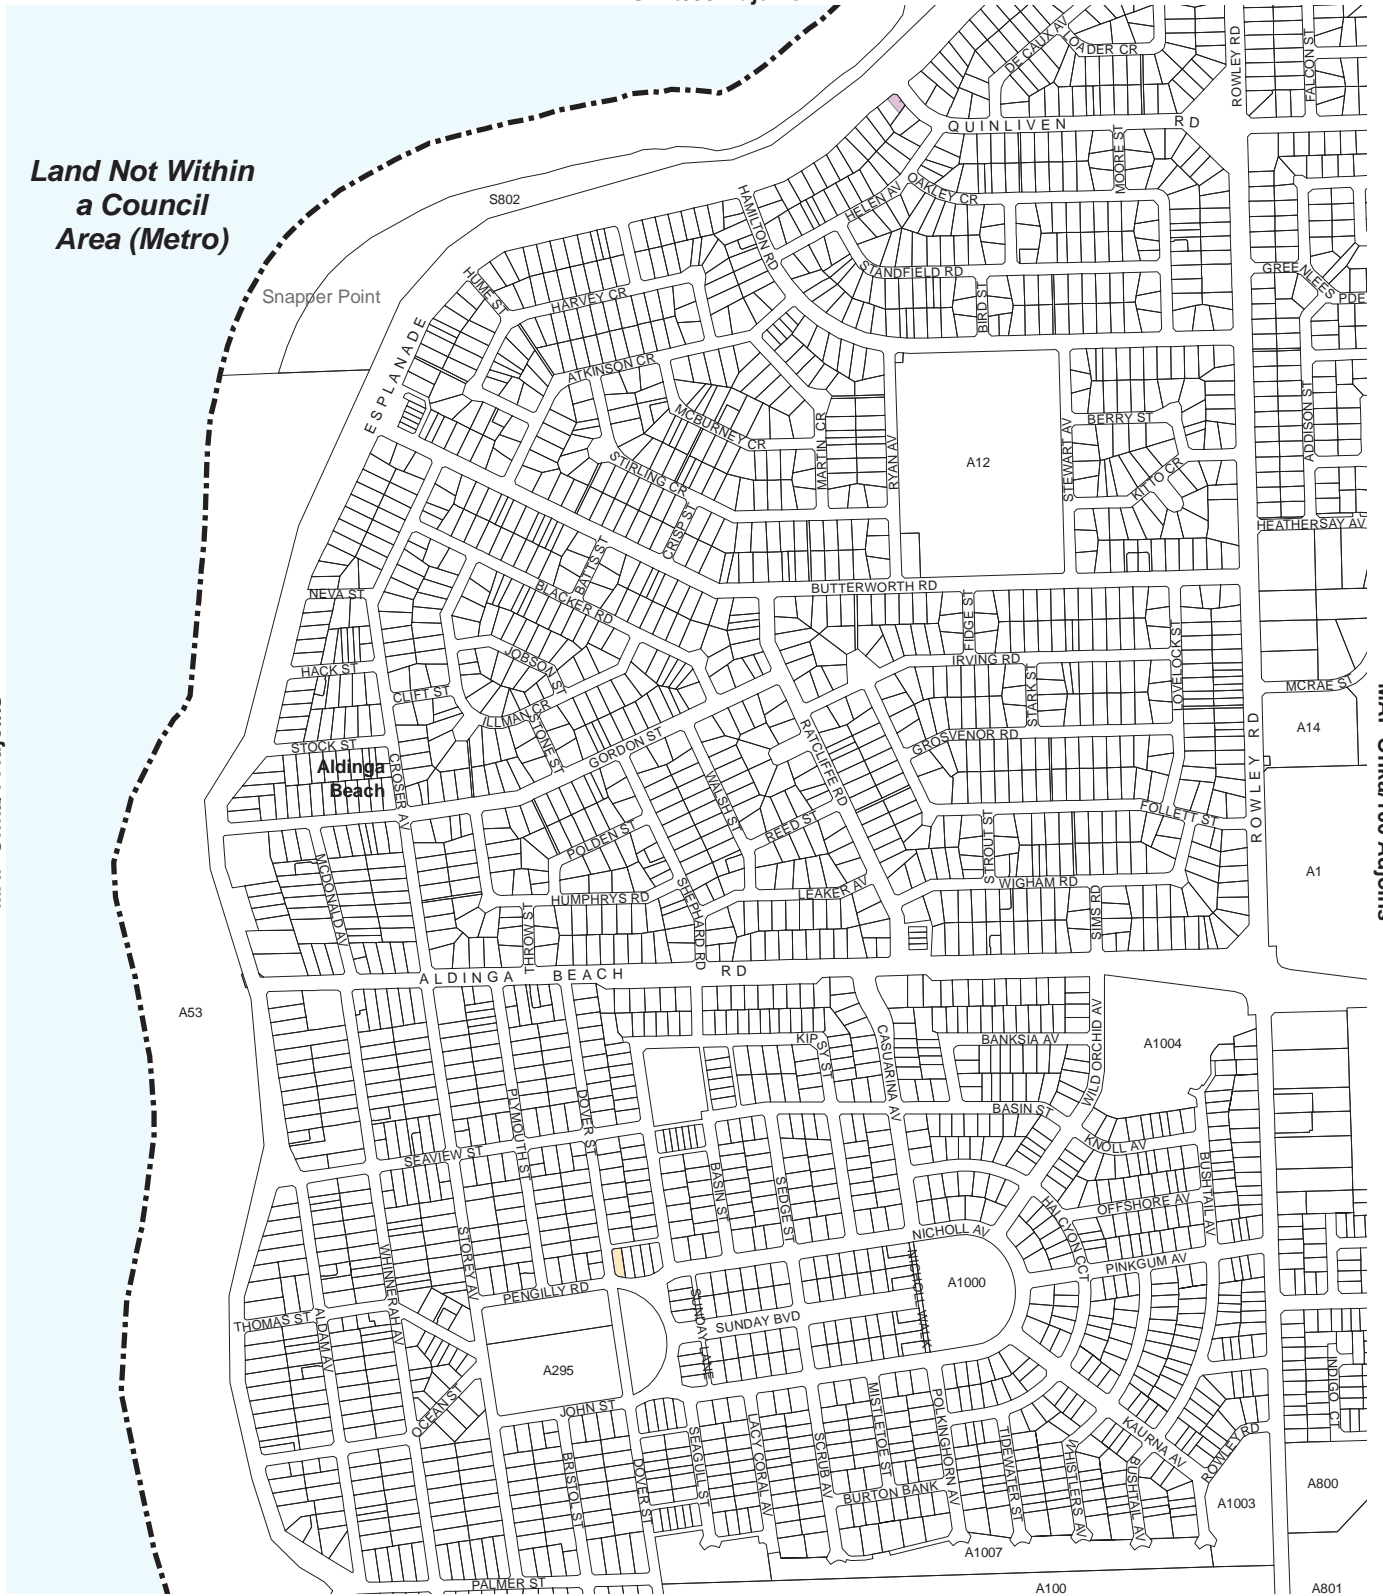 DE CAUX AV
LOADER CR
ROWLEY RD
FALCON ST
QUINLIVEN RD
MOORE ST
Land Not Within
a Council
Area (Metro)
S802
HAMILTON RD
HELEN AV
OAKLEY CR
STANDFIELD RD
BIRD ST
GREENLEES PDE
Snapper Point
HUME ST
HARVEY CR
ESPLANADE
ATKINSON CR
MCBURNEY CR
MARTIN CR
RYAN AV
A12
STEWART AV
BERRY ST
KITTO CR
ADDISON ST
HEATHERSAY AV
STIRLING CR
CRISP ST
BATTS ST
BLACKER RD
BUTTERWORTH RD
FIDGE ST
NEVA ST
HACK ST
JOBSON ST
IRVING RD
LOVELOCK ST
CLIFT ST
ILLMAN CR
STARK ST
MCRAE ST
STONE ST
GORDON ST
RATCLIFFE RD
GROSVENOR RD
A14
STOCK ST
Aldinga
Beach
CROSER AV
WALSH ST
REED ST
POLDEN ST
FOLLETT ST
ROWLEY RD
STROUT ST
MCDONALD AV
SHEPHARD RD
LEAKER AV
WIGHAM RD
A1
HUMPHRYS RD
THROW ST
SIMS RD
ALDINGA BEACH RD
A53
KIPSY ST
CASUARINA AV
BANKSIA AV
WILD ORCHID AV
A1004
PLYMOUTH ST
DOVER ST
BASIN ST
KNOLL AV
SEAVIEW ST
BASIN ST
SEDGE ST
BUSHTAIL AV
OFFSHORE AV
HALCYON CCT
NICHOLL AV
STOREY AV
WHINNERAH AV
PINKGUM AV
NICHOLL WALK
A1000
PENGILLY RD
THOMAS ST
ALDAM AV
SUNDAY LANE
SUNDAY BVD
A295
INDIGO CT
OCEAN ST
JOHN ST
MISTLETOE ST
POLKINGHORN AV
LACY CORAL AV
SEAGULL ST
SCRUB AV
TIDEWATER S
WHISTLERS AV
KAURNA AV
ROWLEY RD
BUSHTAIL AV
BRISTOL S
DOVER ST
BURTON BANK
A800
A1003
A1007
PALMER ST
A100
A801